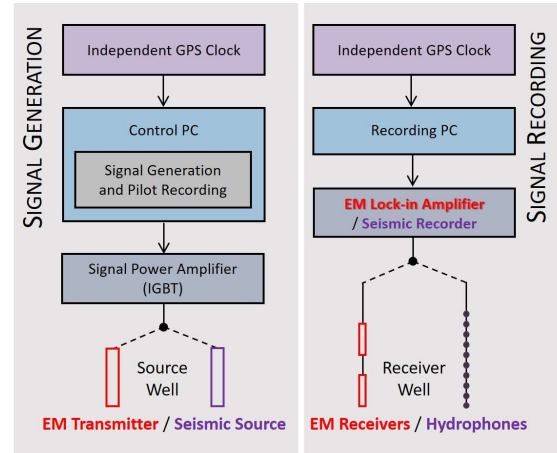 SIGNAL GENERATION
Independent GPS Clock
Control PC
Signal Generation
and Pilot Recording
Signal Power Amplifier
(IGBT)
Source
Well
EM Transmitter / Seismic Source
SIGNAL RECORDING
Independent GPS Clock
Recording PC
EM Lock-in Amplifier
/ Seismic Recorder
Receiver
Well
EM Receivers / Hydrophones